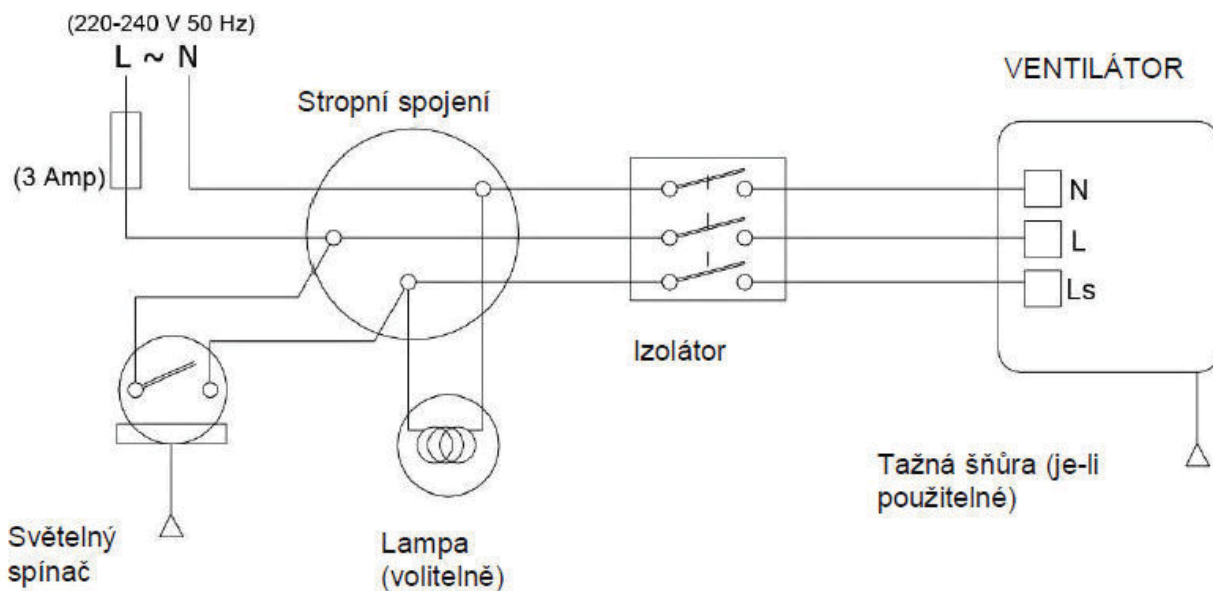 (220-240 V 50 Hz)
L ~ N
VENTILÁTOR
Stropní spojení
(3 Amp)
N
L
Ls
Izolátor
Tažná šňůra (je-li
použitelné)
Světelný
spínač
Lampa
(volitelně)